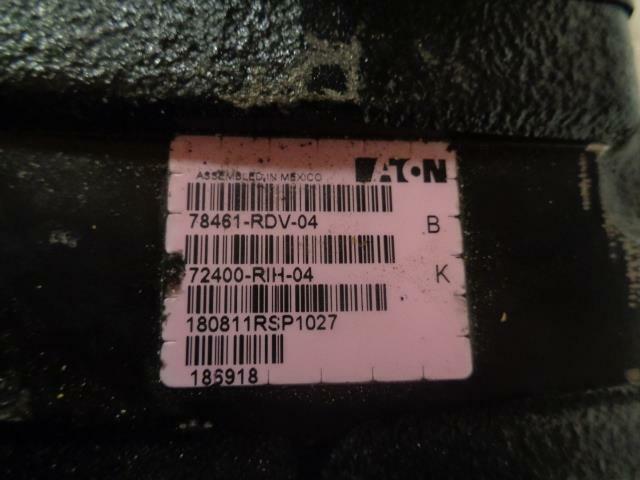 ASSEMBLED IN MEXICO EATON
78461-RDV-04 B
72400-RIH-04 K
180811RSP1027
186918